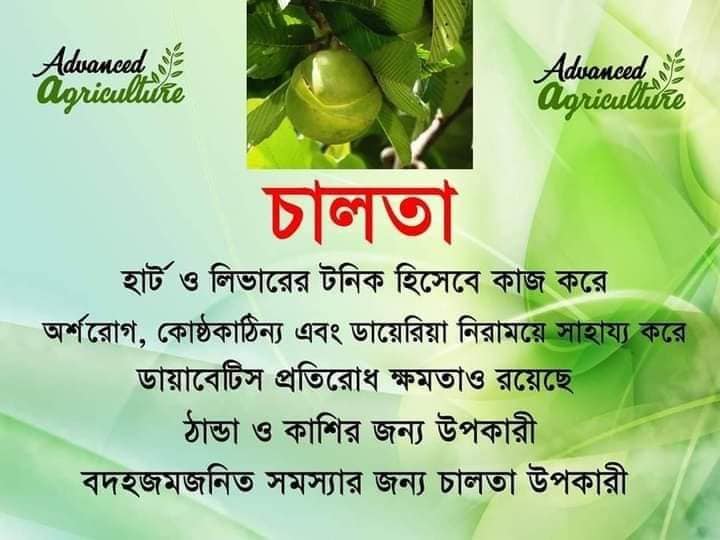 Advanced
Agriculture
Advanced
Agriculture
চালতা
হার্ট ও লিভারের টনিক হিসেবে কাজ করে
অর্শরোগ, কোষ্ঠকাঠিন্য এবং ডায়েরিয়া নিরাময়ে সাহায্য করে
ডায়াবেটিস প্রতিরোধ ক্ষমতাও রয়েছে
ঠান্ডা ও কাশির জন্য উপকারী
বদহজমজনিত সমস্যার জন্য চালতা উপকারী